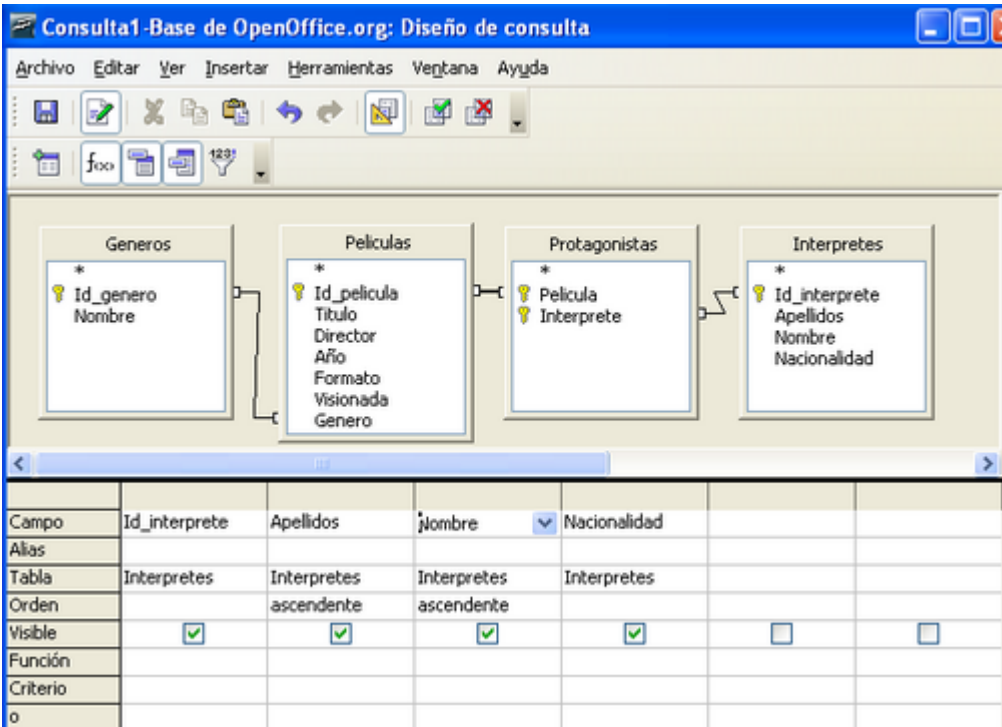 Consulta1-Base de OpenOffice.org: Diseño de consulta
Archivo Editar Ver Insertar Herramientas Ventana Ayuda
f(x) 123!
Generos Peliculas Protagonistas Interpretes
*
Id_genero
Nombre
*
Id_pelicula
Titulo
Director
Año
Formato
Visionada
Genero
*
Pelicula
Interprete
*
Id_interprete
Apellidos
Nombre
Nacionalidad
Campo Id_interprete Apellidos Nombre Nacionalidad
Alias
Tabla Interpretes Interpretes Interpretes Interpretes
Orden ascendente ascendente
Visible
Función
Criterio
o